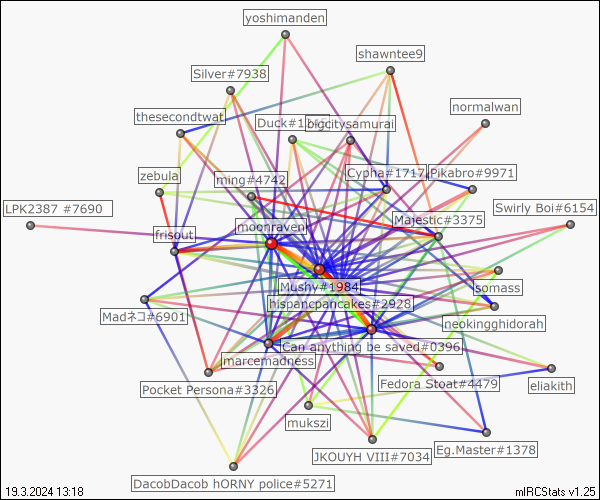 yoshimanden
shawntee9
Silver#7938
normalwan
thesecondtwat
Duck#1
bigcitysamurai
zebula
ming#4742
Cypha#1717
Pikabro#9971
LPK2387 #7690
Swirly Boi#6154
moonraveni
Majestic#3375
frisout
Mushy#1984
somass
hispancpancakes#2928
Madネコ#6901
neokingghidorah
Can anything be saved#0396
marcemadness
Pocket Persona#3326
Fedora Stoat#4479
eliakith
mukszi
JKOUYH VIII#7034
Eg.Master#1378
DacobDacob hORNY police#5271
19.3.2024 13:18
mIRCStats v1.25